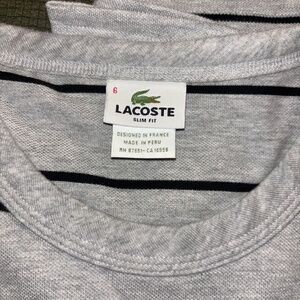 6
LACOSTE
SLIM FIT
DESIGNED IN FRANCE
MADE IN PERU
RN 87651-CA 16558